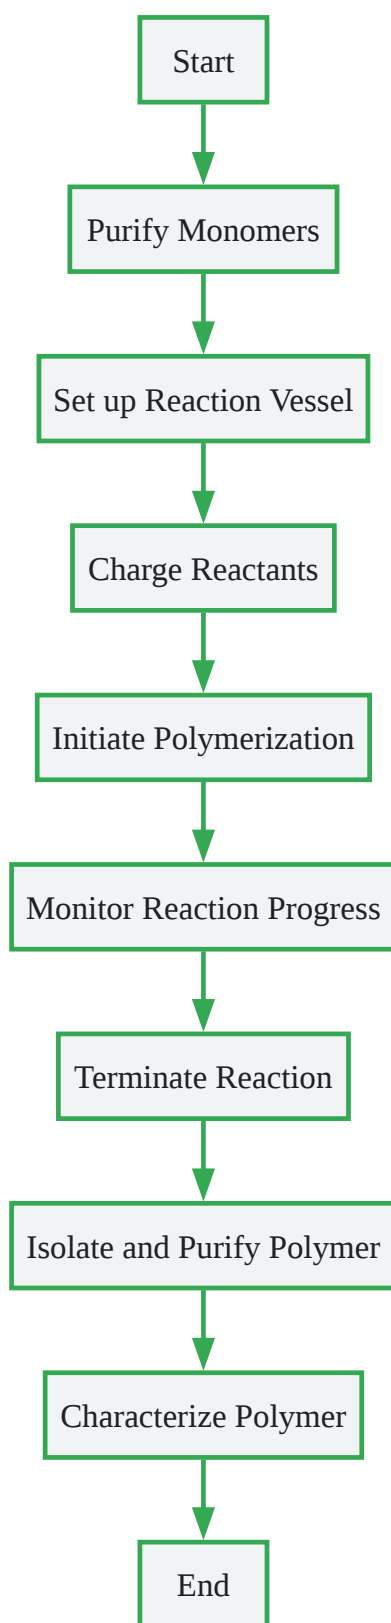 Start
Purify Monomers
Set up Reaction Vessel
Charge Reactants
Initiate Polymerization
Monitor Reaction Progress
Terminate Reaction
Isolate and Purify Polymer
Characterize Polymer
End